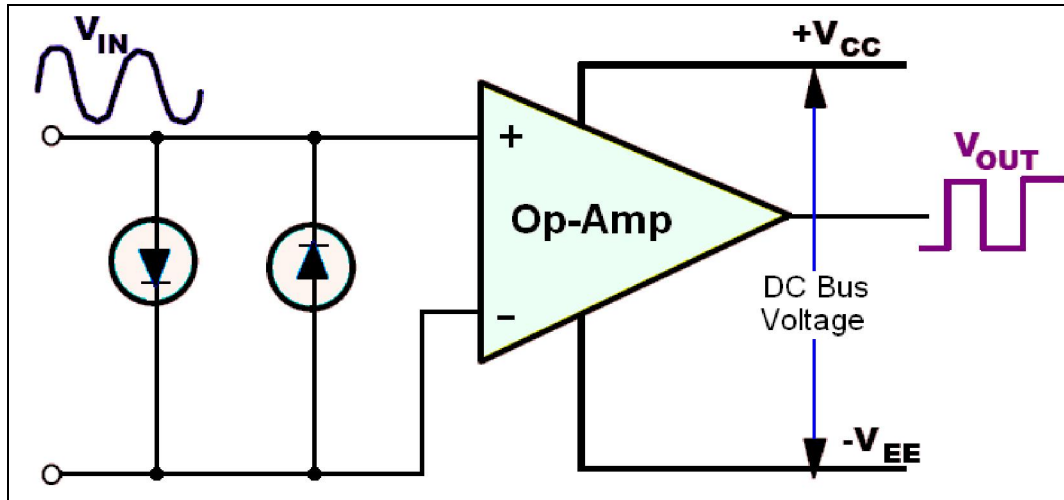 VIN
+VCC
+
VOUT
Op-Amp
DC Bus
Voltage
-
-VEE